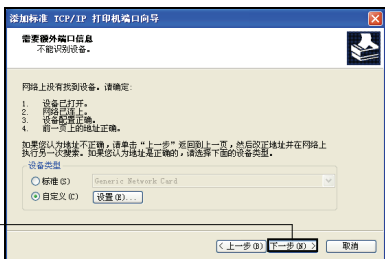 添加标准 TCP/IP 打印机端口向导
需要额外端口信息
不能识别设备。
网络上没有找到设备。请确定:
1. 设备已打开。
2. 网络已连上。
3. 设备配置正确。
4. 前一页上的地址正确。
如果您认为地址不正确，请单击“上一步”返回到上一页，然后改正地址并在网络上
执行另一次搜索。如果您认为地址是正确的，请选择下面的设备类型。
设备类型
标准(S) Generic Network Card
自定义(C) 设置(E)...
< 上一步(B) 下一步(N) > 取消